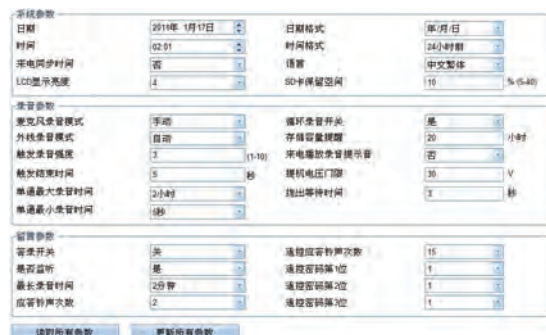 系统参数
日期 2011年 1月17日 日期格式 年/月/日
时间 02:01 时间格式 24小时制
来电同步时间 否 语言 中文繁体
LCD显示亮度 4 SD卡保留空间 10 % (5-40)
录音参数
麦克风录音模式 手动 循环录音开关 是
外线录音模式 自动 存储容量提醒 20 小时
触发录音强度 3 (1-10) 来电播放录音提示音 否
触发结束时间 5 秒 提机电压门限 30 V
单通最大录音时间 2小时 拨出等待时间 3 秒
单通最小录音时间 秒
留言参数
答录开关 关 遥控应答铃声次数 15
是否监听 是 遥控密码第1位 1
最长录音时间 2分钟 遥控密码第2位 1
应答铃声次数 2 遥控密码第3位 1
读取所有参数 更新所有参数